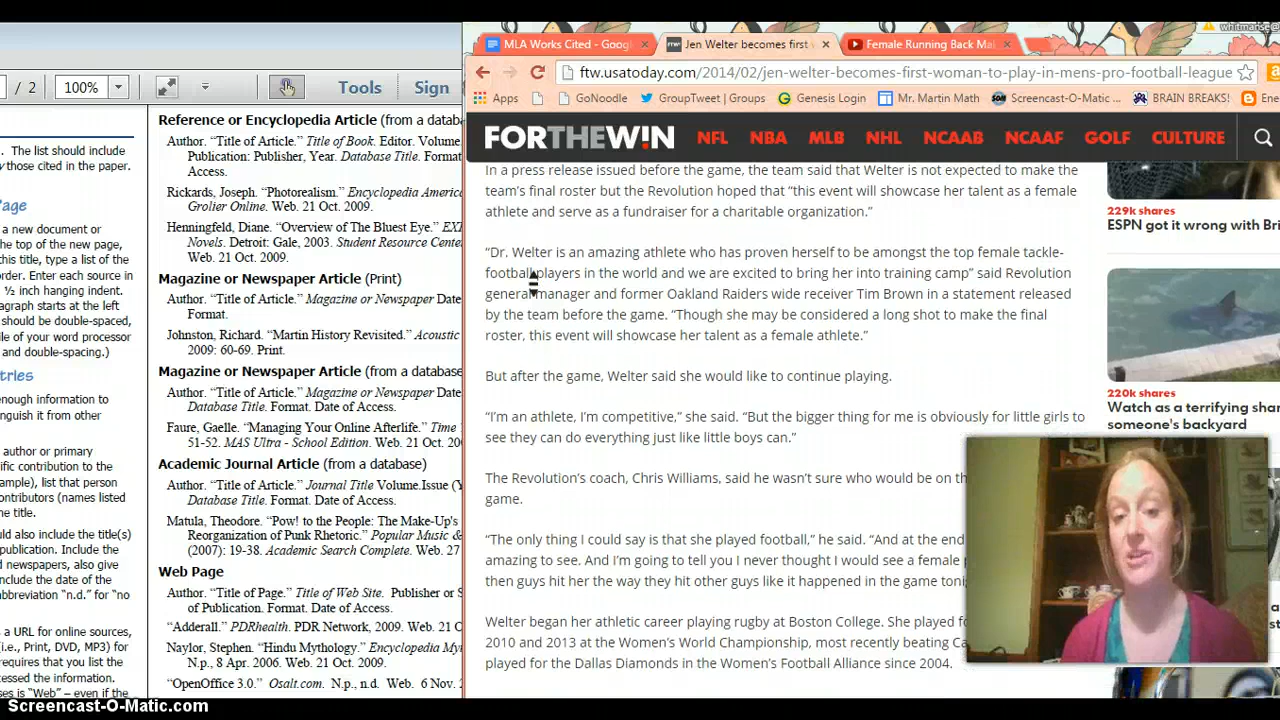 whitmarse@
MLA Works Cited - Goog
Jen Welter becomes first
Female Running Back Ma
ftw.usatoday.com/2014/02/jen-welter-becomes-first-woman-to-play-in-mens-pro-football-league
Apps
GoNoodle
GroupTweet | Groups
Genesis Login
Mr. Martin Math
Screencast-O-Matic ...
BRAIN BREAKS!
Ene
/ 2
100%
Tools
Sign
. The list should include
y those cited in the paper.
Page
a new document or
the top of the new page,
this title, type a list of the
order. Enter each source in
½ inch hanging indent.
agraph starts at the left
should be double-spaced,
ile of your word processor
and double-spacing.)
tries
enough information to
nguish it from other
author or primary
ific contribution to the
ample), list that person
ontributors (names listed
the title.
uld also include the title(s)
publication. Include the
d newspapers, also give
nclude the date of the
abbreviation "n.d." for "no
s a URL for online sources,
(i.e., Print, DVD, MP3) for
requires that you list the
ccessed the information.
ses is "Web" – even if the
Reference or Encyclopedia Article (from a databa
Author. "Title of Article." Title of Book. Editor. Volume
Publication: Publisher, Year. Database Title. Format
Access.
Rickards, Joseph. "Photorealism." Encyclopedia America
Grolier Online. Web. 21 Oct. 2009.
Henningfeld, Diane. "Overview of The Bluest Eye." EXP
Novels. Detroit: Gale, 2003. Student Resource Cente
Web. 21 Oct. 2009.
Magazine or Newspaper Article (Print)
Author. "Title of Article." Magazine or Newspaper Date
Format.
Johnston, Richard. "Martin History Revisited." Acoustic
2009: 60-69. Print.
Magazine or Newspaper Article (from a database
Author. "Title of Article." Magazine or Newspaper Date
Database Title. Format. Date of Access.
Faure, Gaelle. "Managing Your Online Afterlife." Time
51-52. MAS Ultra - School Edition. Web. 21 Oct. 20
Academic Journal Article (from a database)
Author. "Title of Article." Journal Title Volume.Issue (Y
Database Title. Format. Date of Access.
Matula, Theodore. "Pow! to the People: The Make-Up's
Reorganization of Punk Rhetoric." Popular Music &
(2007): 19-38. Academic Search Complete. Web. 27
Web Page
Author. "Title of Page." Title of Web Site. Publisher or S
of Publication. Format. Date of Access.
"Adderall." PDRhealth. PDR Network, 2009. Web. 21 O
Naylor, Stephen. "Hindu Mythology." Encyclopedia My
N.p., 8 Apr. 2006. Web. 21 Oct. 2009.
"OpenOffice 3.0." Osalt.com. N.p., n.d. Web. 6 Nov. 2
FORTHEW!N
NFL
NBA
MLB
NHL
NCAAB
NCAAF
GOLF
CULTURE
In a press release issued before the game, the team said that Welter is not expected to make the
team's final roster but the Revolution hoped that "this event will showcase her talent as a female
athlete and serve as a fundraiser for a charitable organization."
"Dr. Welter is an amazing athlete who has proven herself to be amongst the top female tackle-
football players in the world and we are excited to bring her into training camp" said Revolution
general manager and former Oakland Raiders wide receiver Tim Brown in a statement released
by the team before the game. "Though she may be considered a long shot to make the final
roster, this event will showcase her talent as a female athlete."
But after the game, Welter said she would like to continue playing.
"I'm an athlete, I'm competitive," she said. "But the bigger thing for me is obviously for little girls to
see they can do everything just like little boys can."
The Revolution's coach, Chris Williams, said he wasn't sure who would be on th
game.
"The only thing I could say is that she played football," he said. "And at the end
amazing to see. And I'm going to tell you I never thought I would see a female p
then guys hit her the way they hit other guys like it happened in the game toni
Welter began her athletic career playing rugby at Boston College. She played fo
2010 and 2013 at the Women's World Championship, most recently beating Ca
played for the Dallas Diamonds in the Women's Football Alliance since 2004.
229k shares
ESPN got it wrong with Bri
220k shares
Watch as a terrifying shar
someone's backyard
Screencast-O-Matic.com